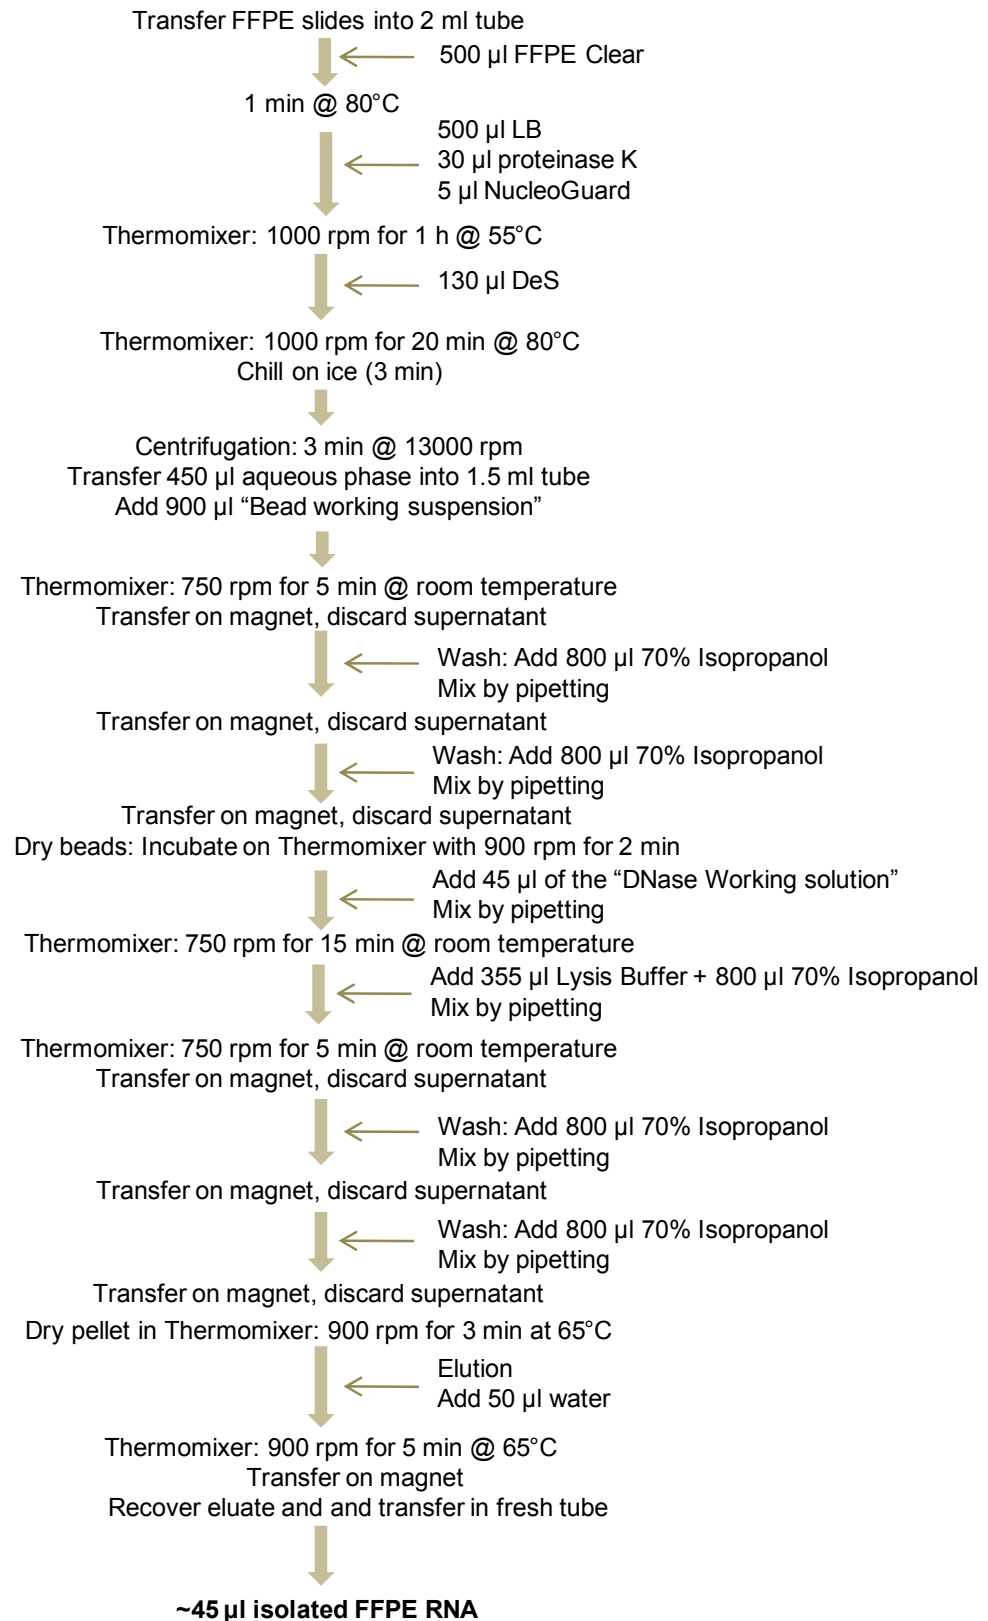 Transfer FFPE slides into 2 ml tube
500 µl FFPE Clear
1 min @ 80°C
500 µl LB
30 µl proteinase K
5 µl NucleoGuard
Thermomixer: 1000 rpm for 1 h @ 55°C
130 µl DeS
Thermomixer: 1000 rpm for 20 min @ 80°C
Chill on ice (3 min)
Centrifugation: 3 min @ 13000 rpm
Transfer 450 µl aqueous phase into 1.5 ml tube
Add 900 µl “Bead working suspension”
Thermomixer: 750 rpm for 5 min @ room temperature
Transfer on magnet, discard supernatant
Wash: Add 800 µl 70% Isopropanol
Mix by pipetting
Transfer on magnet, discard supernatant
Wash: Add 800 µl 70% Isopropanol
Mix by pipetting
Transfer on magnet, discard supernatant
Dry beads: Incubate on Thermomixer with 900 rpm for 2 min
Add 45 µl of the “DNase Working solution”
Mix by pipetting
Thermomixer: 750 rpm for 15 min @ room temperature
Add 355 µl Lysis Buffer + 800 µl 70% Isopropanol
Mix by pipetting
Thermomixer: 750 rpm for 5 min @ room temperature
Transfer on magnet, discard supernatant
Wash: Add 800 µl 70% Isopropanol
Mix by pipetting
Transfer on magnet, discard supernatant
Wash: Add 800 µl 70% Isopropanol
Mix by pipetting
Transfer on magnet, discard supernatant
Dry pellet in Thermomixer: 900 rpm for 3 min at 65°C
Elution
Add 50 µl water
Thermomixer: 900 rpm for 5 min @ 65°C
Transfer on magnet
Recover eluate and and transfer in fresh tube
~45 µl isolated FFPE RNA